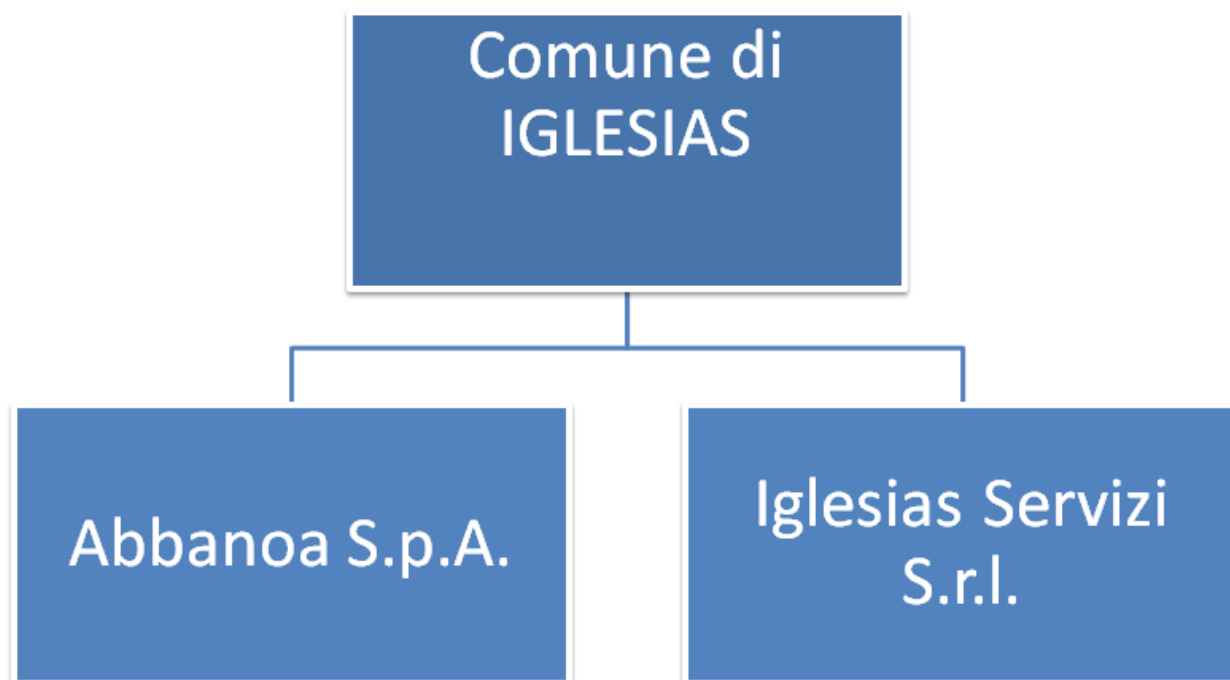 Comune di
IGLESIAS
Abbanoa S.p.A.
Iglesias Servizi
S.r.l.